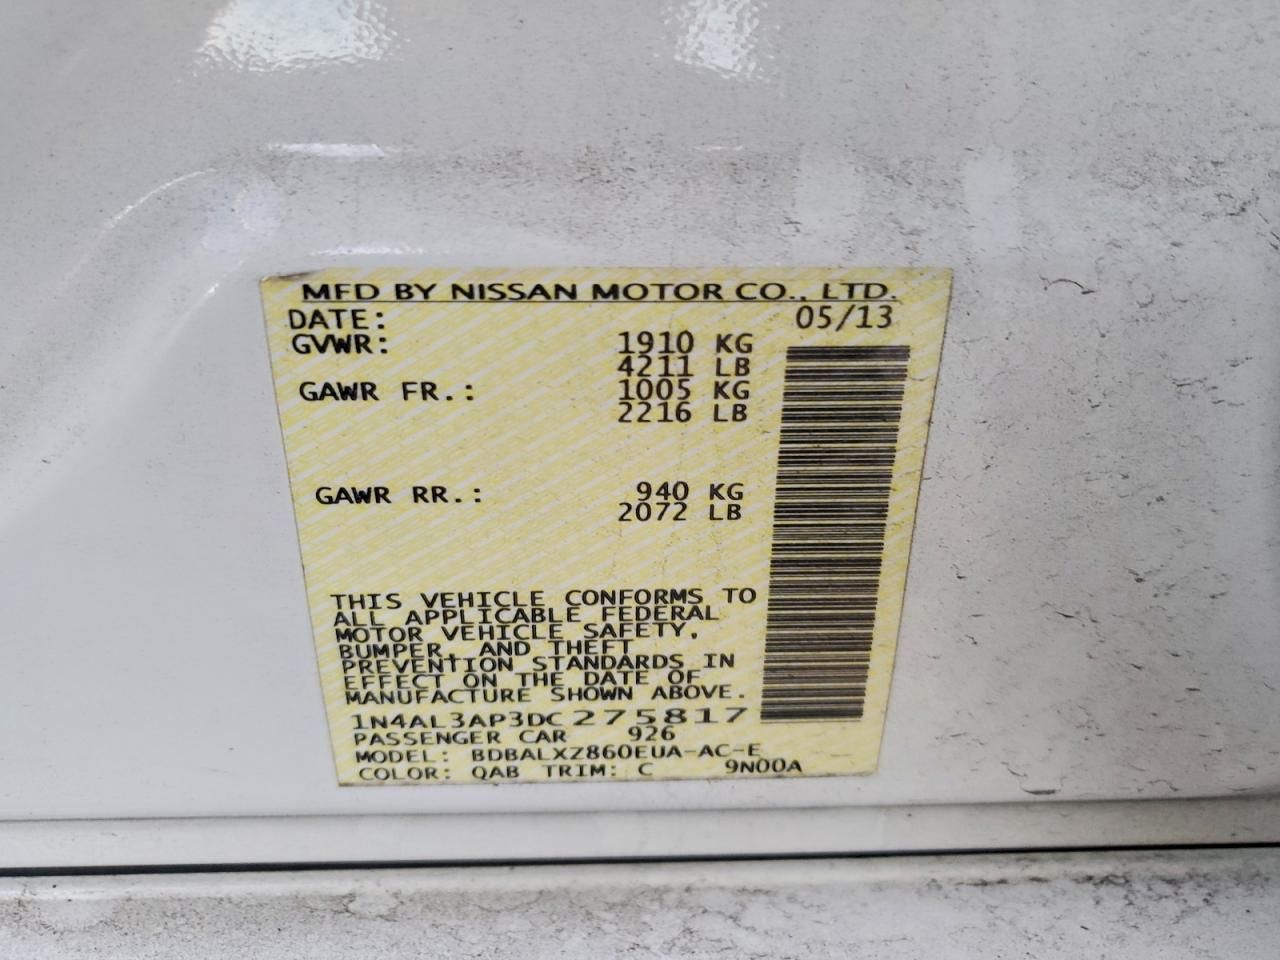 MFD BY NISSAN MOTOR CO., LTD.
DATE: 05/13
GVWR: 1910 KG
4211 LB
GAWR FR.: 1005 KG
2216 LB
GAWR RR.: 940 KG
2072 LB
THIS VEHICLE CONFORMS TO
ALL APPLICABLE FEDERAL
MOTOR VEHICLE SAFETY,
BUMPER, AND THEFT
PREVENTION STANDARDS IN
EFFECT ON THE DATE OF
MANUFACTURE SHOWN ABOVE.
1N4AL3AP3DC275817
PASSENGER CAR 926
MODEL: BDBALXZ860EUA-AC-E
COLOR: QAB TRIM: C 9N00A